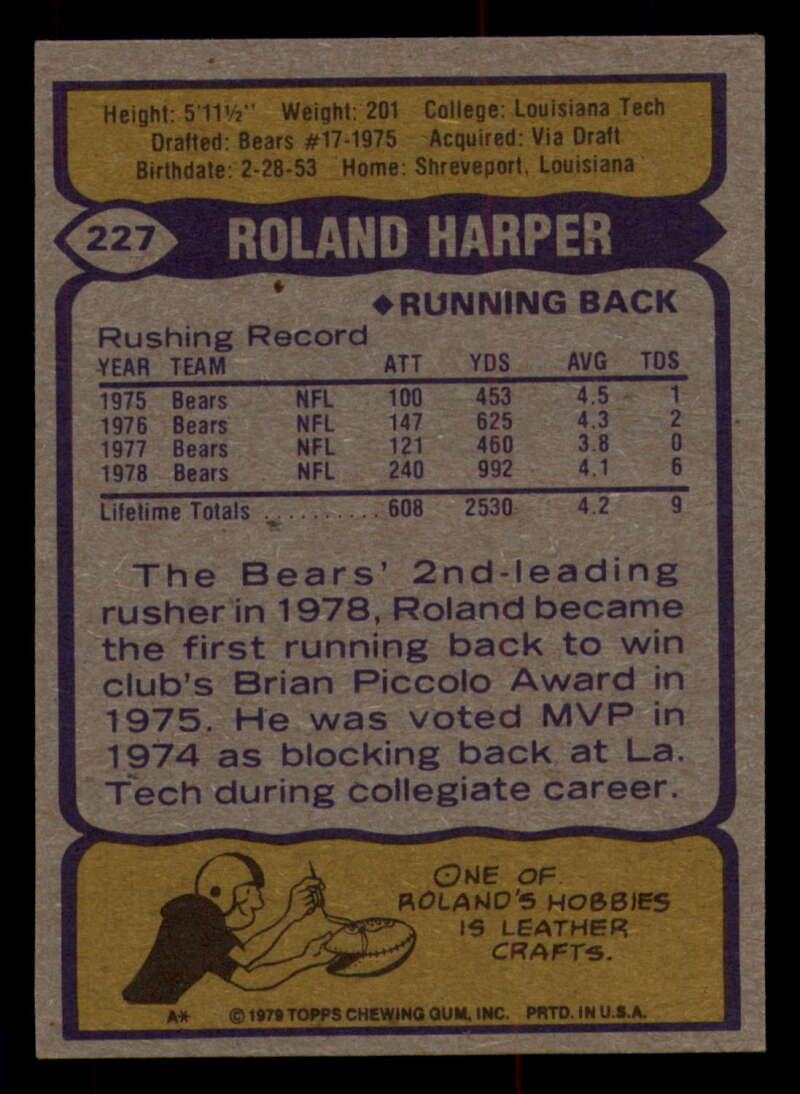 Height: 5'11½" Weight: 201 College: Louisiana Tech
Drafted: Bears #17-1975 Acquired: Via Draft
Birthdate: 2-28-53 Home: Shreveport, Louisiana
227 ROLAND HARPER
◆RUNNING BACK
Rushing Record
YEAR TEAM ATT YDS AVG TDS
1975 Bears NFL 100 453 4.5 1
1976 Bears NFL 147 625 4.3 2
1977 Bears NFL 121 460 3.8 0
1978 Bears NFL 240 992 4.1 6
Lifetime Totals .......... 608 2530 4.2 9
The Bears' 2nd-leading
rusher in 1978, Roland became
the first running back to win
club's Brian Piccolo Award in
1975. He was voted MVP in
1974 as blocking back at La.
Tech during collegiate career.
ONE OF
ROLAND'S HOBBIES
IS LEATHER
CRAFTS.
A* © 1979 TOPPS CHEWING GUM, INC. PRTD. IN U.S.A.